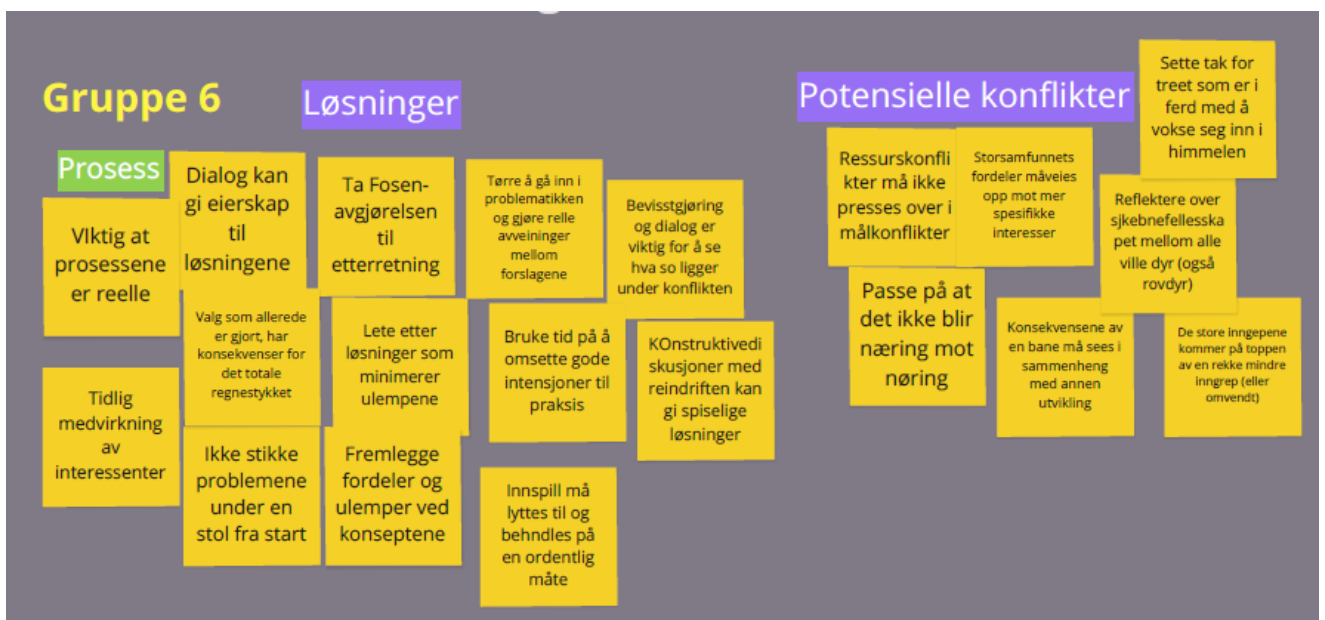 Gruppe 6
Løsninger
Prosess
VIktig at
prosessene
er reelle
Tidlig
medvirkning
av
interessenter
Dialog kan
gi eierskap
til
løsningene
Valg som allerede
er gjort, har
konsekvenser for
det totale
regnestykket
Ikke stikke
problemene
under en
stol fra start
Ta Fosen-
avgjørelsen
til
etterretning
Lete etter
løsninger som
minimerer
ulempene
Fremlegge
fordeler og
ulemper ved
konseptene
Tørre å gå inn i
problematikken
og gjøre relle
avveininger
mellom
forslagene
Bruke tid på å
omsette gode
intensjoner til
praksis
Innspill må
lyttes til og
behndles på
en ordentlig
måte
Bevisstgjøring
og dialog er
viktig for å se
hva so ligger
under konflikten
KOnstruktivedi
skusjoner med
reindriften kan
gi spiselige
løsninger
Potensielle konflikter
Ressurskonfli
kter må ikke
presses over i
målkonflikter
Storsamfunnets
fordeler måveies
opp mot mer
spesifikke
interesser
Sette tak for
treet som er i
ferd med å
vokse seg inn i
himmelen
Reflektere over
sjkebnefellesska
pet mellom alle
ville dyr (også
rovdyr)
Passe på at
det ikke blir
næring mot
nøring
Konsekvensene av
en bane må sees i
sammenheng
med annen
utvikling
De store inngepene
kommer på toppen
av en rekke mindre
inngrep (eller
omvendt)